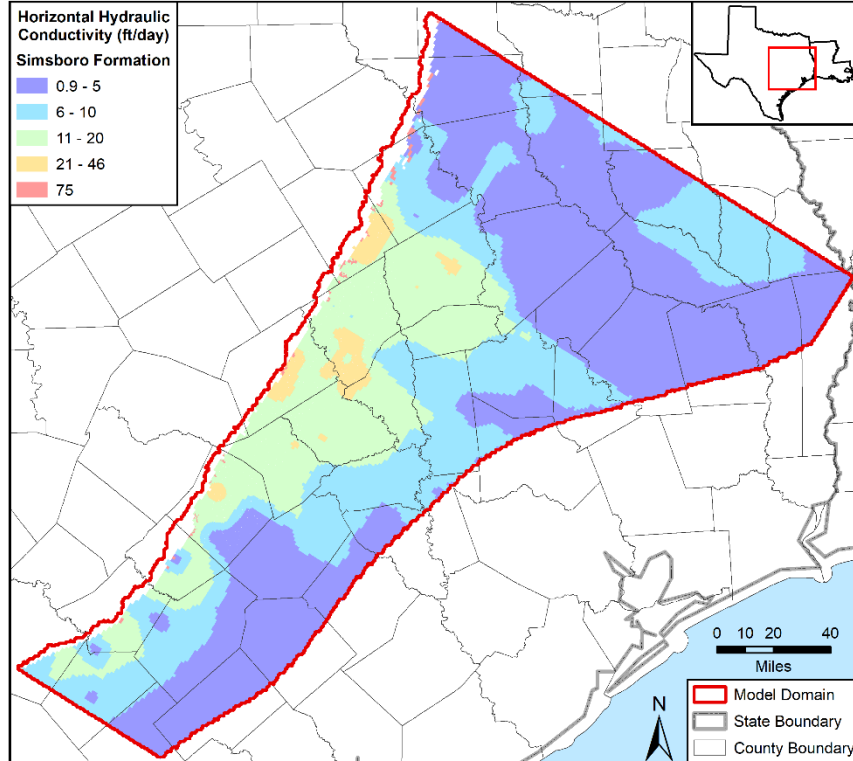 Horizontal Hydraulic
Conductivity (ft/day)
Simsboro Formation
0.9 - 5
6 - 10
11 - 20
21 - 46
75
0 10 20 40
Miles
N
Model Domain
State Boundary
County Boundary